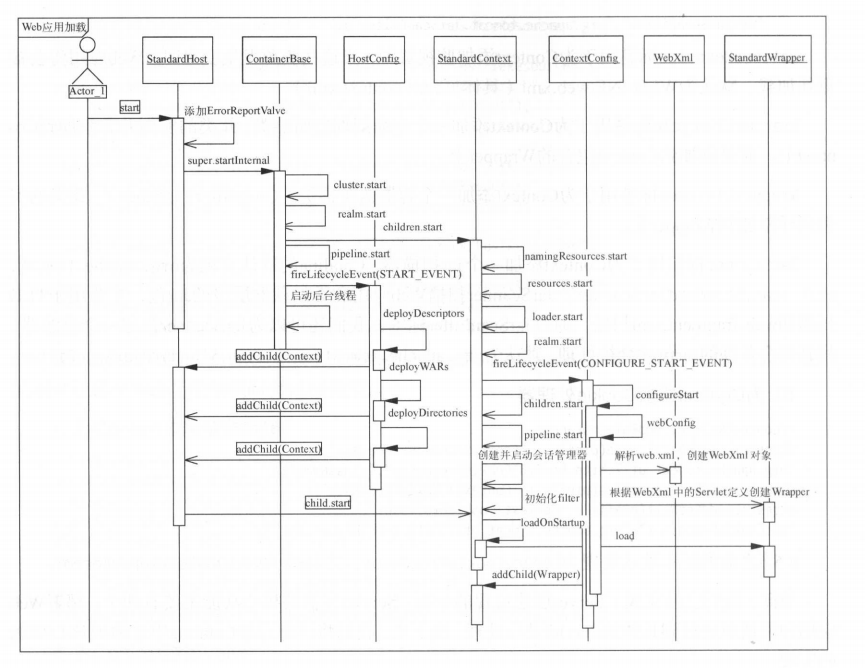 Web应用加载
StandardHost
ContainerBase
HostConfig
StandardContext
ContextConfig
WebXml
StandardWrapper
Actor_1
start
添加ErrorReportValve
super.startInternal
cluster.start
realm.start
children.start
pipeline.start
namingResources.start
fireLifecycleEvent(START_EVENT)
resources.start
启动后台线程
deployDescriptors
loader.start
realm.start
addChild(Context)
deployWARs
fireLifecycleEvent(CONFIGURE_START_EVENT)
configureStart
children.start
addChild(Context)
deployDirectories
webConfig
pipeline.start
addChild(Context)
创建并启动会话管理器
解析web.xml，创建WebXml对象
初始化filter
根据WebXml中的Servlet定义创建Wrapper
child.start
loadOnStartup
load
addChild(Wrapper)